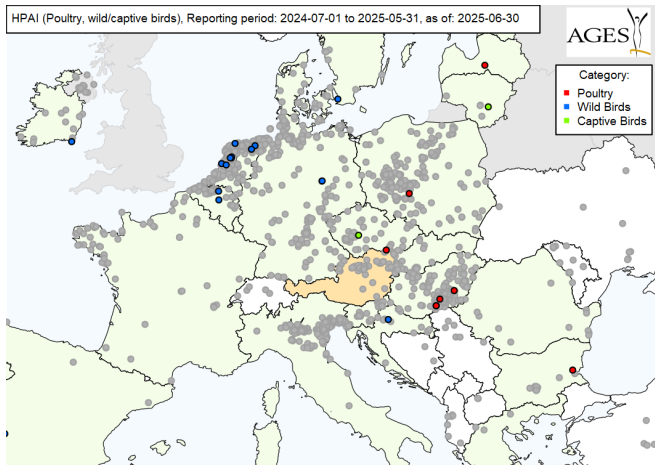 HPAI (Poultry, wild/captive birds), Reporting period: 2024-07-01 to 2025-05-31, as of: 2025-06-30
AGES
Category:
Poultry
Wild Birds
Captive Birds